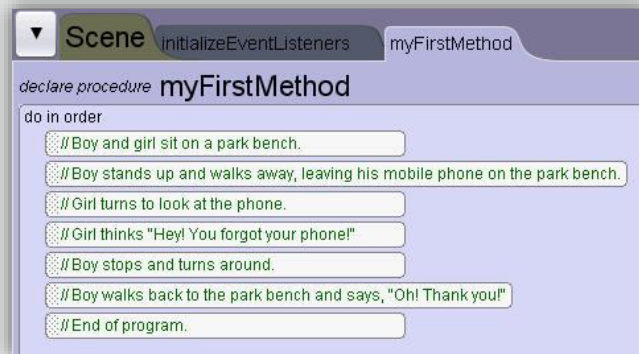 Scene initializeEventListeners myFirstMethod
declare procedure myFirstMethod
do in order
//Boy and girl sit on a park bench.
//Boy stands up and walks away, leaving his mobile phone on the park bench.
//Girl turns to look at the phone.
//Girl thinks "Hey! You forgot your phone!"
//Boy stops and turns around.
//Boy walks back to the park bench and says, "Oh! Thank you!"
//End of program.